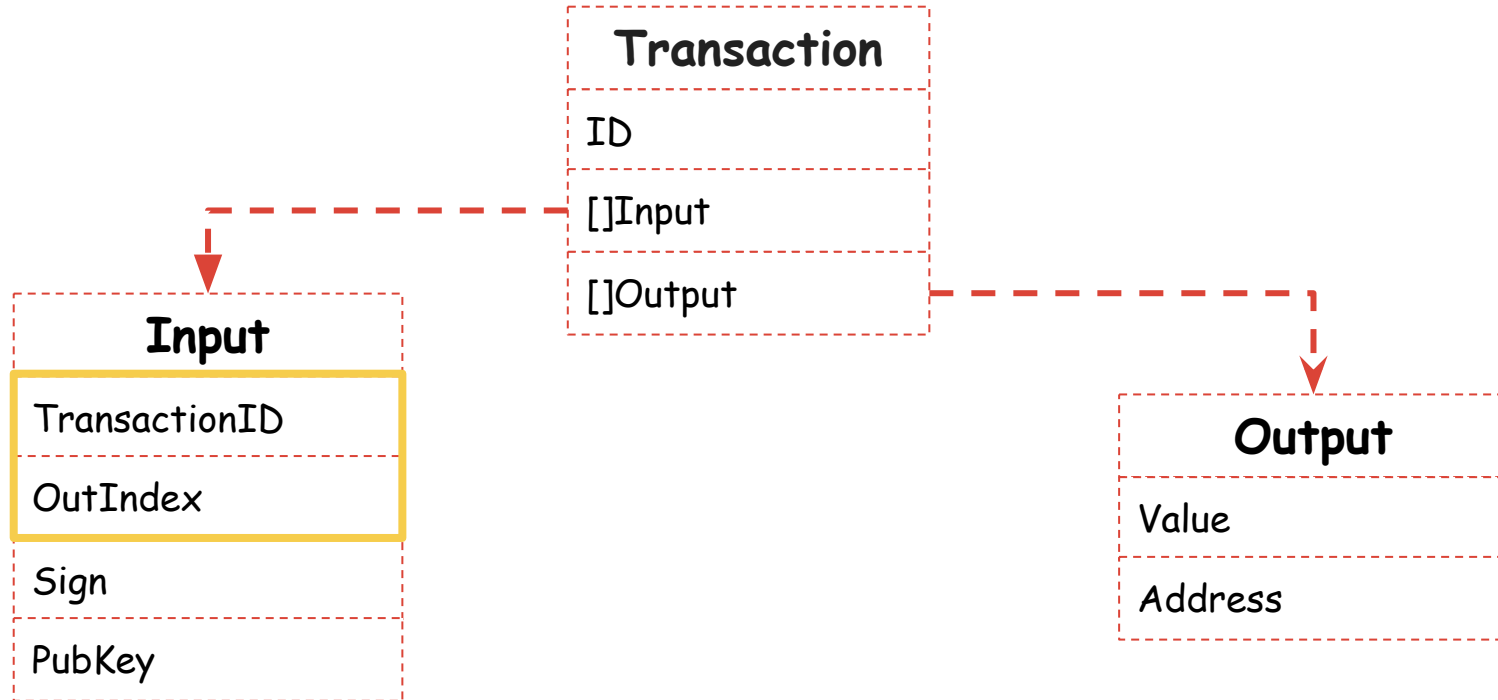 Transaction
ID
[]Input
[]Output
Input
TransactionID
OutIndex
Sign
PubKey
Output
Value
Address